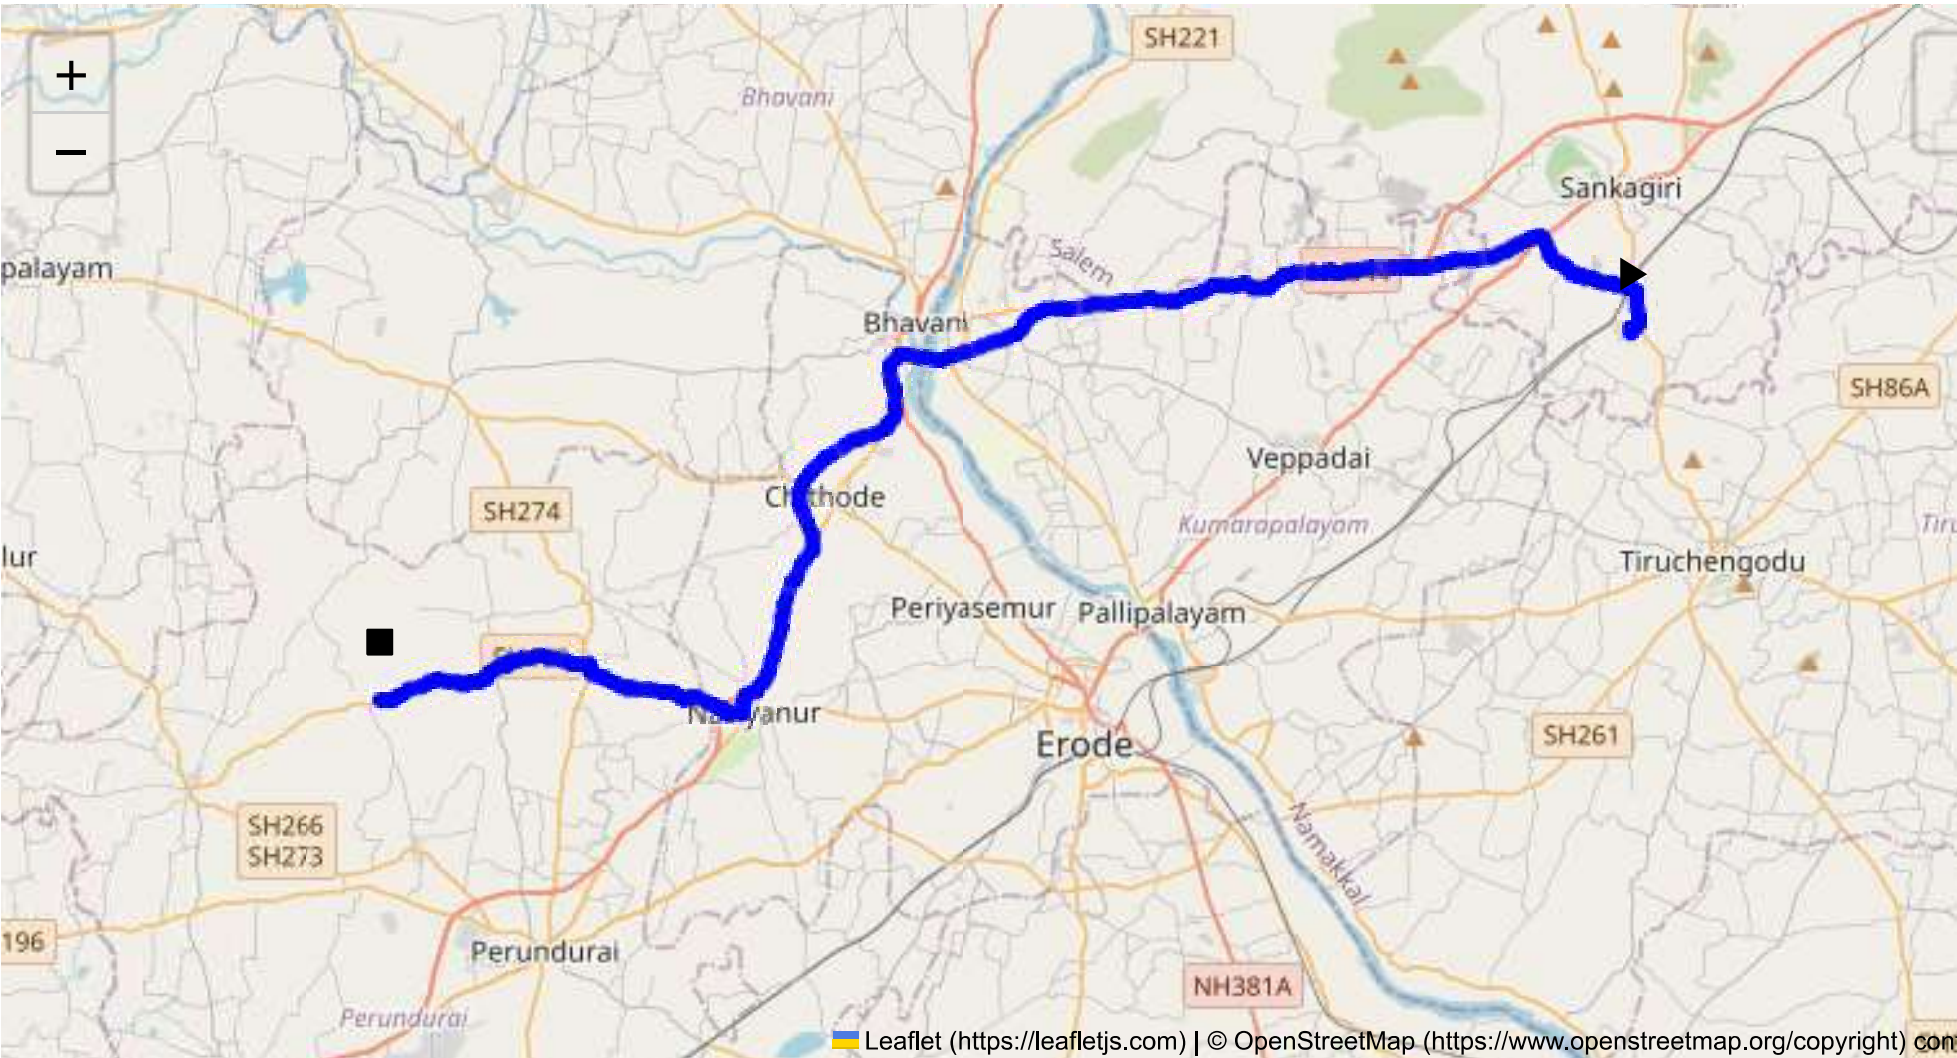 +
−
SH221
Bhavani
Sankagiri
Salem
palayam
Bhavani
SH86A
Veppadai
Chithode
SH274
Kumarapalayam
Tiruchengodu
lur
Periyasemur
Pallipalayam
Nasiyanur
Erode
SH261
SH266
SH273
Namakkal
196
Perundurai
NH381A
Perundurai
Leaflet (https://leafletjs.com) | © OpenStreetMap (https://www.openstreetmap.org/copyright) con